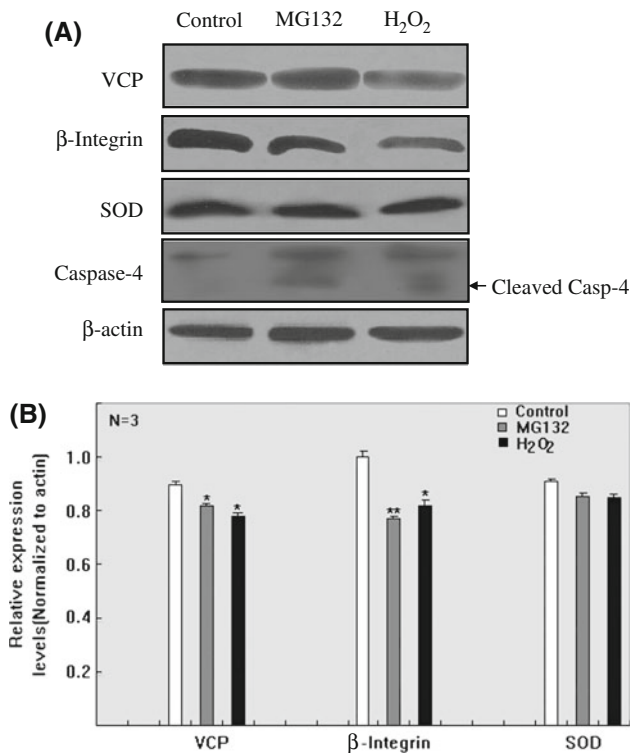 (A)
Control MG132 H₂O₂
VCP
β-Integrin
SOD
Caspase-4
Cleaved Casp-4
β-actin
(B)
N=3
Control
MG132
H₂O₂
Relative expression
levels(Normalized to actin)
1.0
0.8
0.6
0.4
0.2
*
*
**
*
VCP β-Integrin SOD